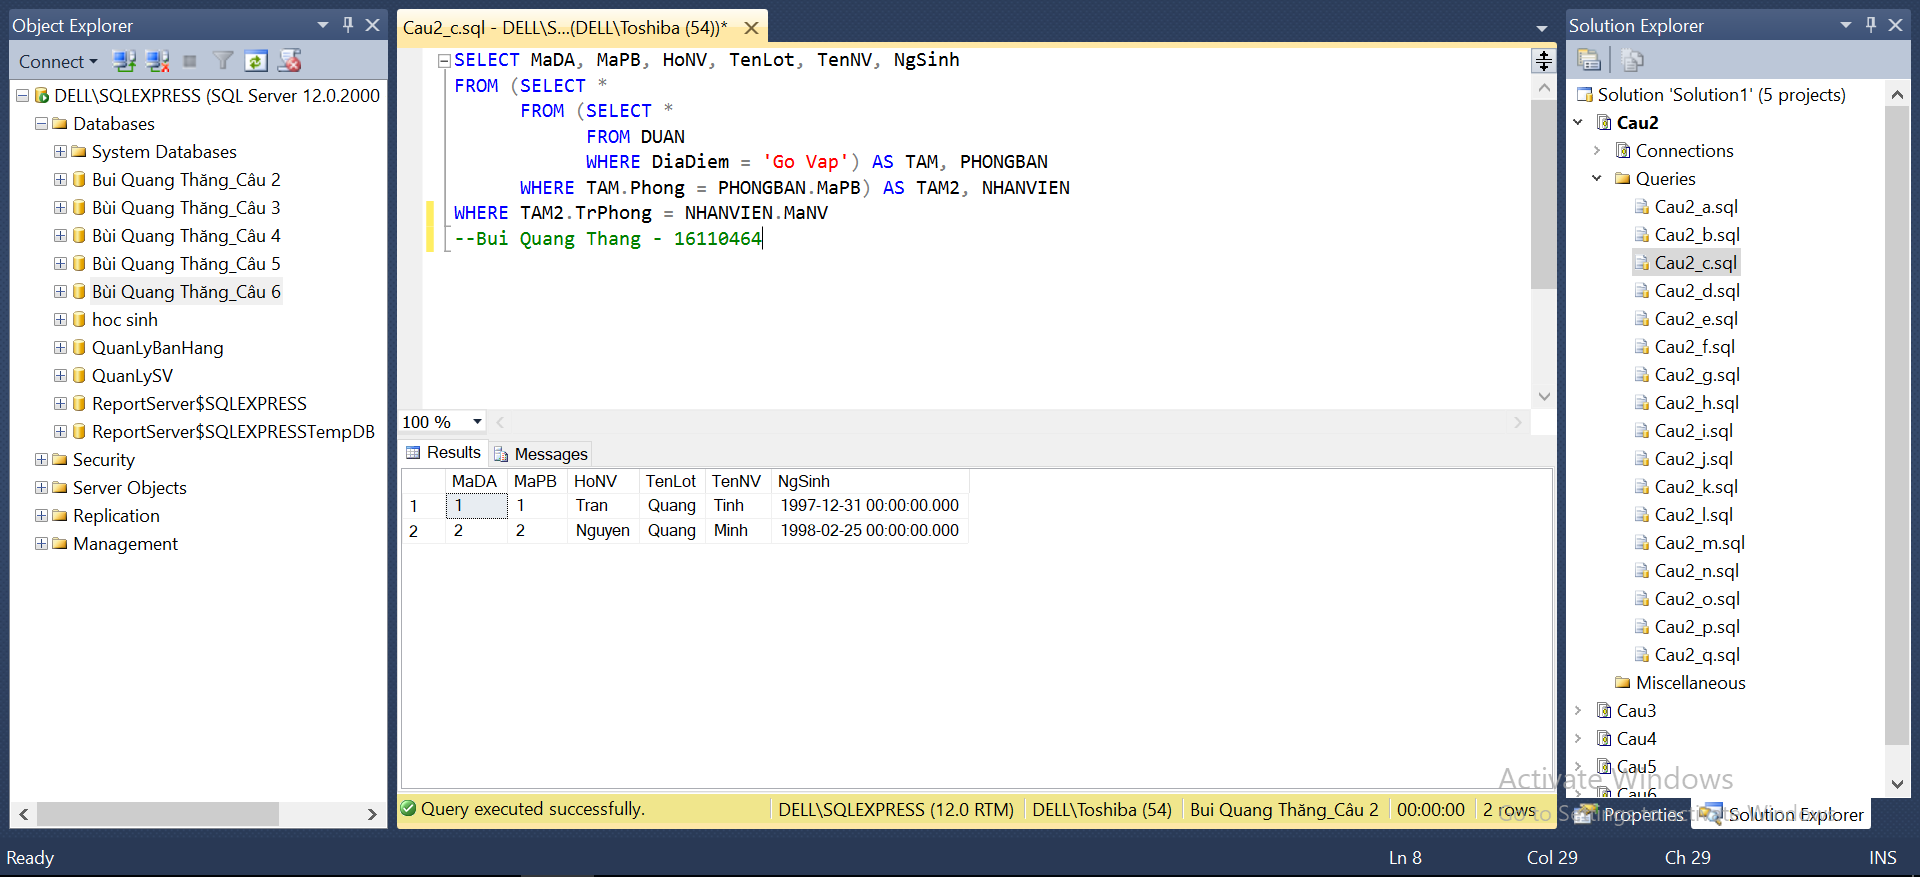 Object Explorer
Connect
DELL\SQLEXPRESS (SQL Server 12.0.2000
Databases
System Databases
Bui Quang Thăng_Câu 2
Bùi Quang Thăng_Câu 3
Bùi Quang Thăng_Câu 4
Bùi Quang Thăng_Câu 5
Bùi Quang Thăng_Câu 6
hoc sinh
QuanLyBanHang
QuanLySV
ReportServer$SQLEXPRESS
ReportServer$SQLEXPRESSTempDB
Security
Server Objects
Replication
Management
Cau2_c.sql - DELL\S...(DELL\Toshiba (54))*
SELECT MaDA, MaPB, HoNV, TenLot, TenNV, NgSinh
FROM (SELECT *
FROM (SELECT *
FROM DUAN
WHERE DiaDiem = 'Go Vap') AS TAM, PHONGBAN
WHERE TAM.Phong = PHONGBAN.MaPB) AS TAM2, NHANVIEN
WHERE TAM2.TrPhong = NHANVIEN.MaNV
--Bui Quang Thang - 16110464
100 %
Results Messages
MaDA MaPB HoNV TenLot TenNV NgSinh
1 1 1 Tran Quang Tinh 1997-12-31 00:00:00.000
2 2 2 Nguyen Quang Minh 1998-02-25 00:00:00.000
Query executed successfully. DELL\SQLEXPRESS (12.0 RTM) DELL\Toshiba (54) Bui Quang Thăng_Câu 2 00:00:00 2 rows
Solution Explorer
Solution 'Solution1' (5 projects)
Cau2
Connections
Queries
Cau2_a.sql
Cau2_b.sql
Cau2_c.sql
Cau2_d.sql
Cau2_e.sql
Cau2_f.sql
Cau2_g.sql
Cau2_h.sql
Cau2_i.sql
Cau2_j.sql
Cau2_k.sql
Cau2_l.sql
Cau2_m.sql
Cau2_n.sql
Cau2_o.sql
Cau2_p.sql
Cau2_q.sql
Miscellaneous
Cau3
Cau4
Cau5
Cau6
Activate Windows
Go to Settings to activate Windows.
Properties Solution Explorer
Ready Ln 8 Col 29 Ch 29 INS